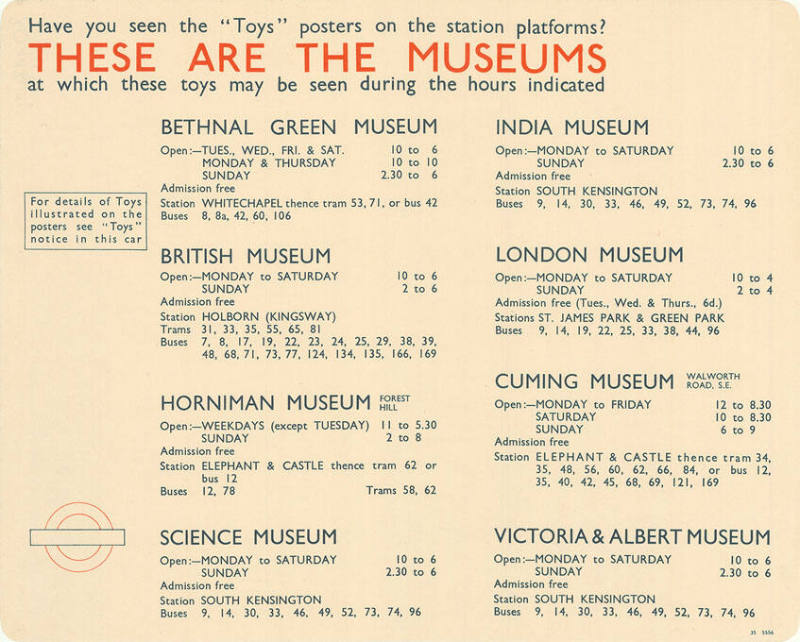 Have you seen the "Toys" posters on the station platforms?
THESE ARE THE MUSEUMS
at which these toys may be seen during the hours indicated
For details of Toys
illustrated on the
posters see "Toys"
notice in this car
BETHNAL GREEN MUSEUM
Open:—TUES., WED., FRI. & SAT. 10 to 6
MONDAY & THURSDAY 10 to 10
SUNDAY 2.30 to 6
Admission free
Station WHITECHAPEL thence tram 53, 71, or bus 42
Buses 8, 8a, 42, 60, 106
BRITISH MUSEUM
Open:—MONDAY to SATURDAY 10 to 6
SUNDAY 2 to 6
Admission free
Station HOLBORN (KINGSWAY)
Trams 31, 33, 35, 55, 65, 81
Buses 7, 8, 17, 19, 22, 23, 24, 25, 29, 38, 39,
48, 68, 71, 73, 77, 124, 134, 135, 166, 169
HORNIMAN MUSEUM FOREST
HILL
Open:—WEEKDAYS (except TUESDAY) 11 to 5.30
SUNDAY 2 to 8
Admission free
Station ELEPHANT & CASTLE thence tram 62 or
bus 12
Buses 12, 78 Trams 58, 62
SCIENCE MUSEUM
Open:—MONDAY to SATURDAY 10 to 6
SUNDAY 2.30 to 6
Admission free
Station SOUTH KENSINGTON
Buses 9, 14, 30, 33, 46, 49, 52, 73, 74, 96
INDIA MUSEUM
Open:—MONDAY to SATURDAY 10 to 6
SUNDAY 2.30 to 6
Admission free
Station SOUTH KENSINGTON
Buses 9, 14, 30, 33, 46, 49, 52, 73, 74, 96
LONDON MUSEUM
Open:—MONDAY to SATURDAY 10 to 4
SUNDAY 2 to 4
Admission free (Tues., Wed. & Thurs., 6d.)
Stations ST. JAMES PARK & GREEN PARK
Buses 9, 14, 19, 22, 25, 33, 38, 44, 96
CUMING MUSEUM WALWORTH
ROAD, S.E.
Open:—MONDAY to FRIDAY 12 to 8.30
SATURDAY 10 to 8.30
SUNDAY 6 to 9
Admission free
Station ELEPHANT & CASTLE thence tram 34,
35, 48, 56, 60, 62, 66, 84, or bus 12,
35, 40, 42, 45, 68, 69, 121, 169
VICTORIA & ALBERT MUSEUM
Open:—MONDAY to SATURDAY 10 to 6
SUNDAY 2.30 to 6
Admission free
Station SOUTH KENSINGTON
Buses 9, 14, 30, 33, 46, 49, 52, 73, 74, 96